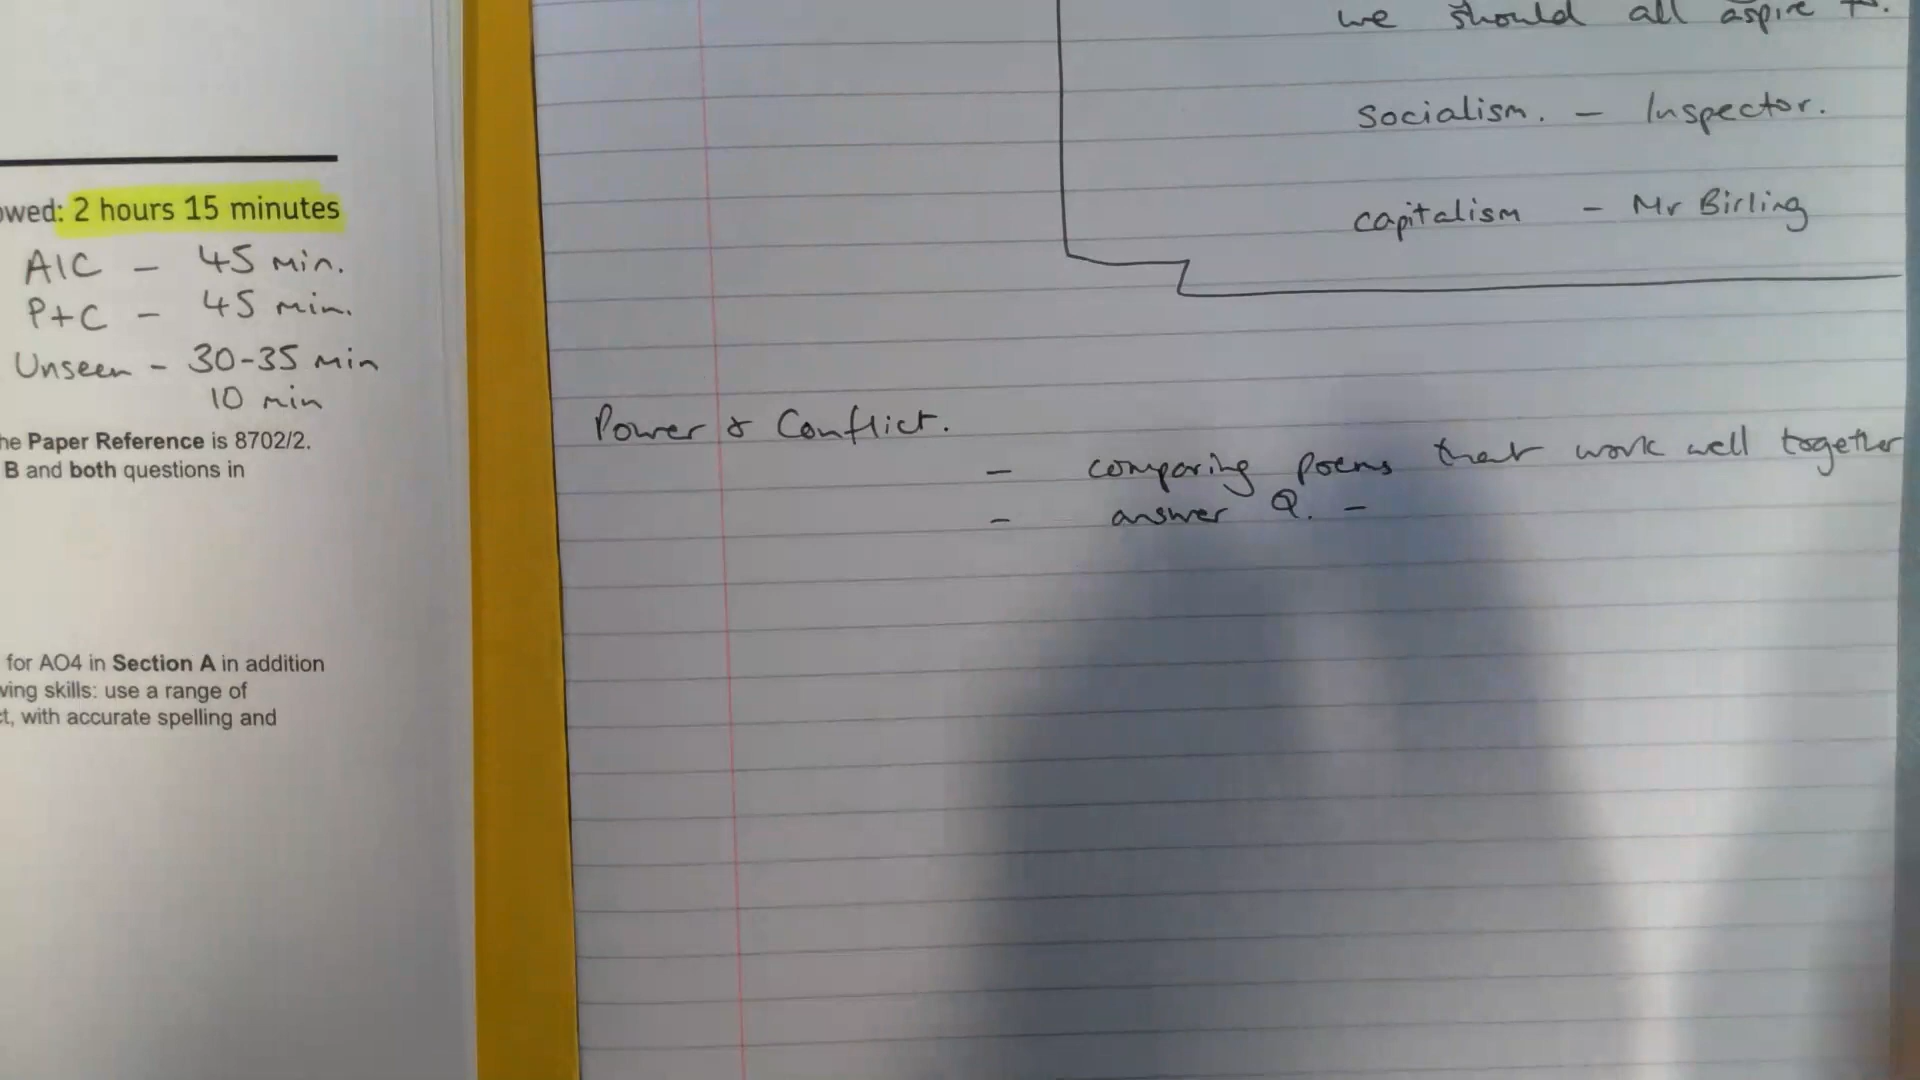 owed: 2 hours 15 minutes
AIC - 45 min.
P+C - 45 min.
Unseen - 30-35 min
10 min
he Paper Reference is 8702/2.
B and both questions in
for AO4 in Section A in addition
ving skills: use a range of
ct, with accurate spelling and
we should all aspire to.
Socialism. - Inspector.
capitalism - Mr Birling
Power & Conflict.
- comparing poems that work well together
- answer Q. -